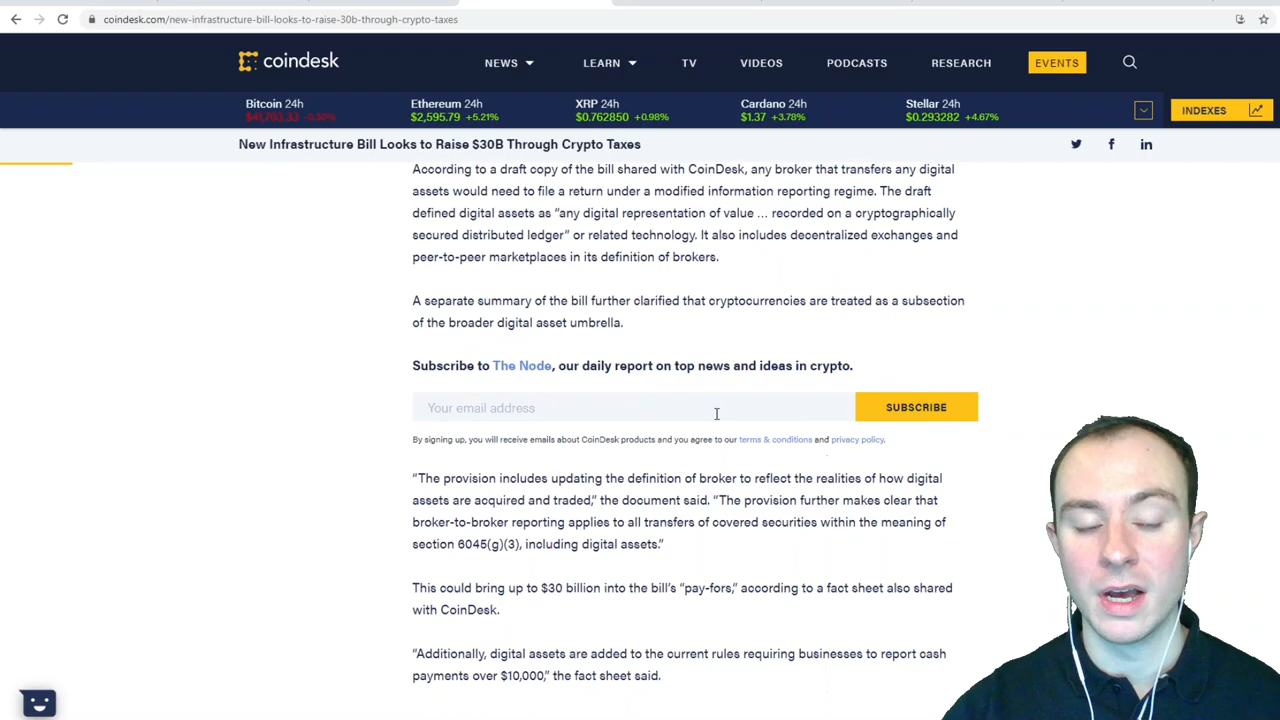 coindesk.com/new-infrastructure-bill-looks-to-raise-30b-through-crypto-taxes
coindesk
NEWS LEARN TV VIDEOS PODCASTS RESEARCH EVENTS
Bitcoin 24h Ethereum 24h XRP 24h Cardano 24h Stellar 24h
$41,703.33 -0.30% $2,595.79 +5.21% $0.762850 +0.98% $1.37 +3.78% $0.293282 +4.67%
INDEXES
New Infrastructure Bill Looks to Raise $30B Through Crypto Taxes
According to a draft copy of the bill shared with CoinDesk, any broker that transfers any digital
assets would need to file a return under a modified information reporting regime. The draft
defined digital assets as “any digital representation of value … recorded on a cryptographically
secured distributed ledger” or related technology. It also includes decentralized exchanges and
peer-to-peer marketplaces in its definition of brokers.
A separate summary of the bill further clarified that cryptocurrencies are treated as a subsection
of the broader digital asset umbrella.
Subscribe to The Node, our daily report on top news and ideas in crypto.
Your email address
SUBSCRIBE
By signing up, you will receive emails about CoinDesk products and you agree to our terms & conditions and privacy policy.
“The provision includes updating the definition of broker to reflect the realities of how digital
assets are acquired and traded,” the document said. “The provision further makes clear that
broker-to-broker reporting applies to all transfers of covered securities within the meaning of
section 6045(g)(3), including digital assets.”
This could bring up to $30 billion into the bill’s “pay-fors,” according to a fact sheet also shared
with CoinDesk.
“Additionally, digital assets are added to the current rules requiring businesses to report cash
payments over $10,000,” the fact sheet said.